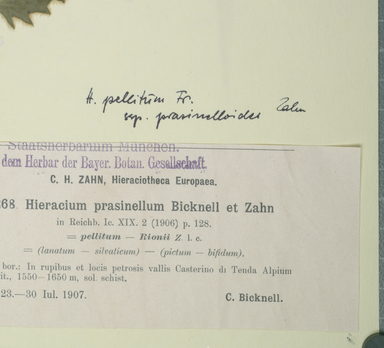 H. pellitum Fr.
ssp. prasinelloides Zahn
Staatsherbarium München.
dem Herbar der Bayer. Botan. Gesellschaft.
C. H. ZAHN, Hieraciotheca Europaea.
68. Hieracium prasinellum Bicknell et Zahn
in Reichb. Ic. XIX. 2 (1906) p. 128.
= pellitum — Rionii Z. l. c.
= (lanatum — silvaticum) — (pictum — bifidum).
bor.: In rupibus et locis petrosis vallis Casterino di Tenda Alpium
it., 1550—1650 m, sol. schist.
23.—30 Iul. 1907. C. Bicknell.